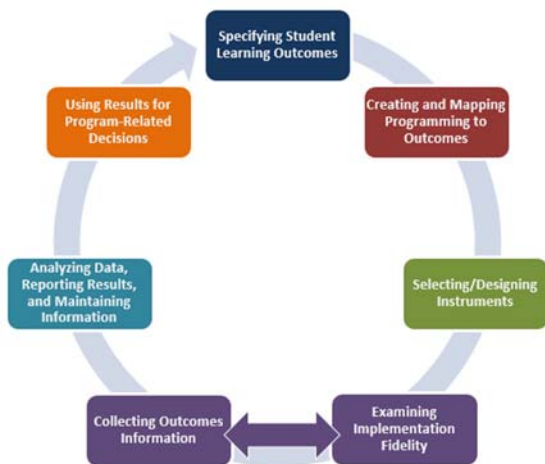 Specifying Student
Learning Outcomes
Creating and Mapping
Programming to
Outcomes
Selecting/Designing
Instruments
Examining
Implementation
Fidelity
Collecting Outcomes
Information
Analyzing Data,
Reporting Results,
and Maintaining
Information
Using Results for
Program-Related
Decisions